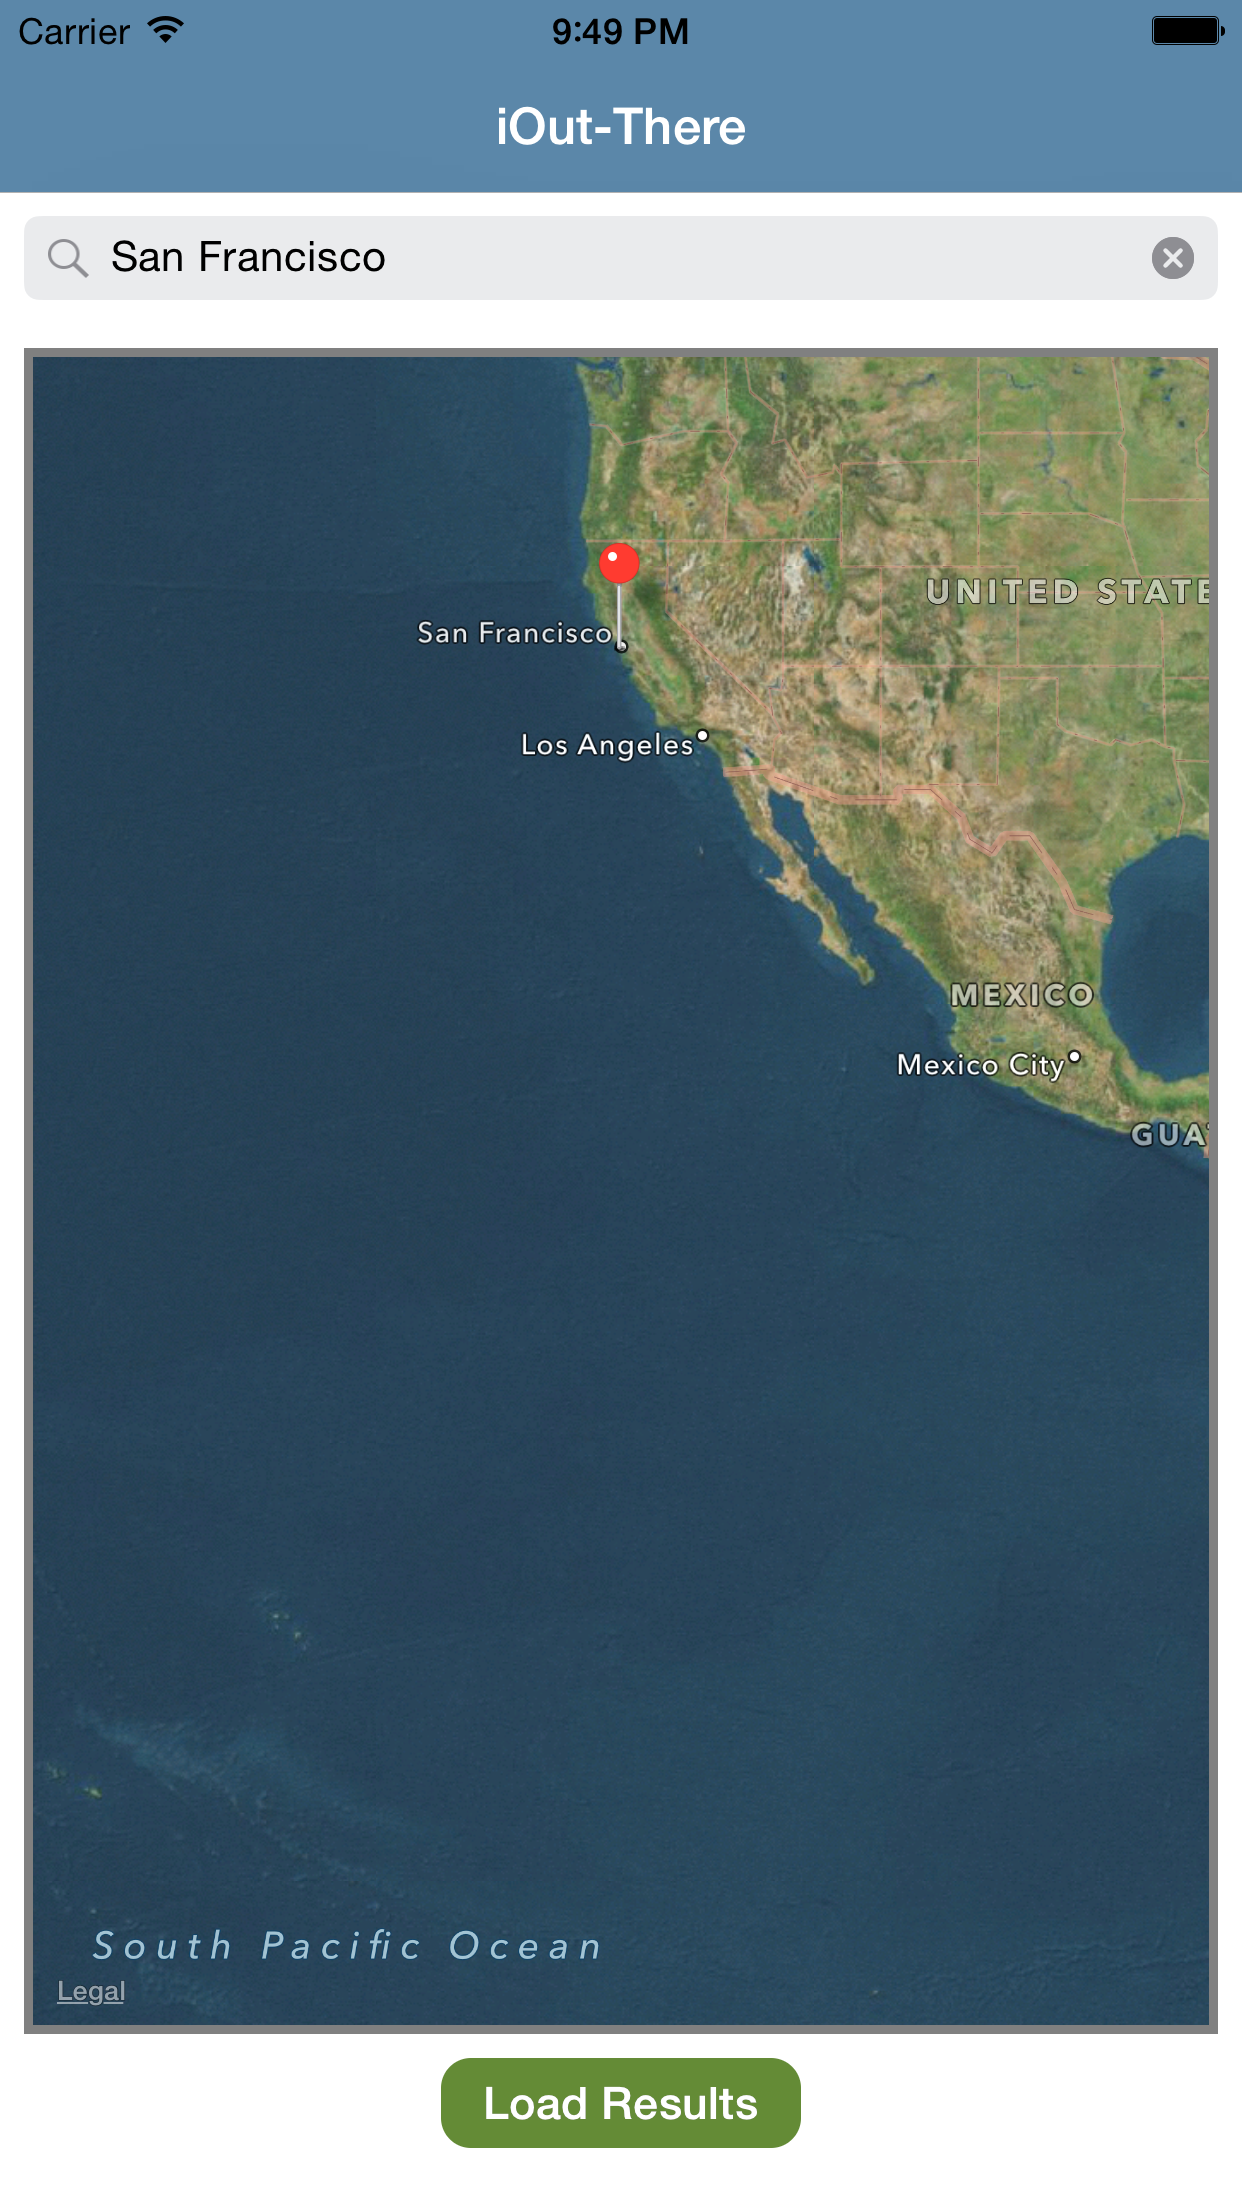 Carrier 9:49 PM
iOut-There
San Francisco
UNITED STATE
San Francisco
Los Angeles
MEXICO
Mexico City
GUA
South Pacific Ocean
Legal
Load Results